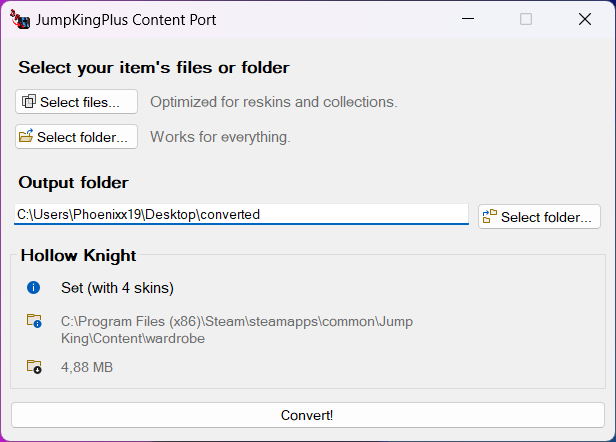 JumpKingPlus Content Port
Select your item's files or folder
Select files...
Optimized for reskins and collections.
Select folder...
Works for everything.
Output folder
C:\Users\Phoenixx19\Desktop\converted
Select folder...
Hollow Knight
Set (with 4 skins)
C:\Program Files (x86)\Steam\steamapps\common\Jump
King\Content\wardrobe
4,88 MB
Convert!